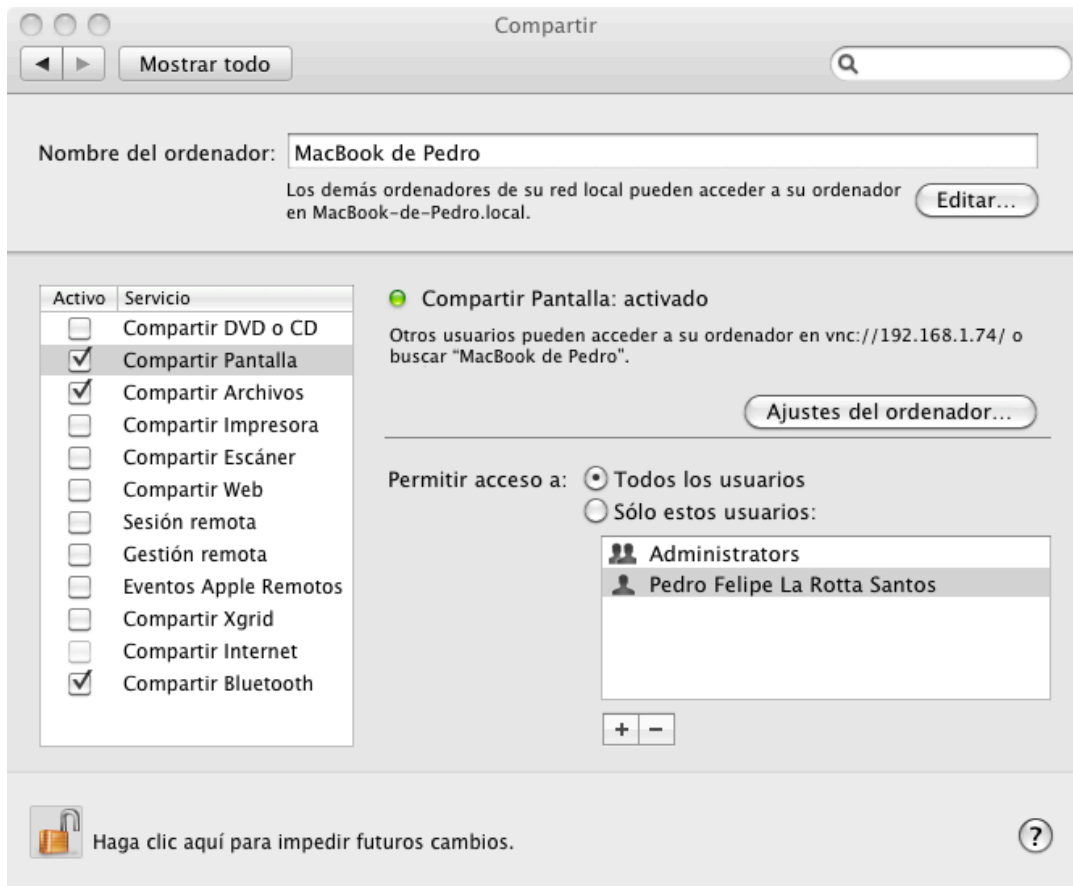 Compartir
Mostrar todo
Nombre del ordenador: MacBook de Pedro
Los demás ordenadores de su red local pueden acceder a su ordenador
en MacBook-de-Pedro.local.
Editar...
Activo Servicio
Compartir DVD o CD
Compartir Pantalla
Compartir Archivos
Compartir Impresora
Compartir Escáner
Compartir Web
Sesión remota
Gestión remota
Eventos Apple Remotos
Compartir Xgrid
Compartir Internet
Compartir Bluetooth
Compartir Pantalla: activado
Otros usuarios pueden acceder a su ordenador en vnc://192.168.1.74/ o
buscar “MacBook de Pedro”.
Ajustes del ordenador...
Permitir acceso a: Todos los usuarios
Sólo estos usuarios:
Administrators
Pedro Felipe La Rotta Santos
+ −
Haga clic aquí para impedir futuros cambios.
?